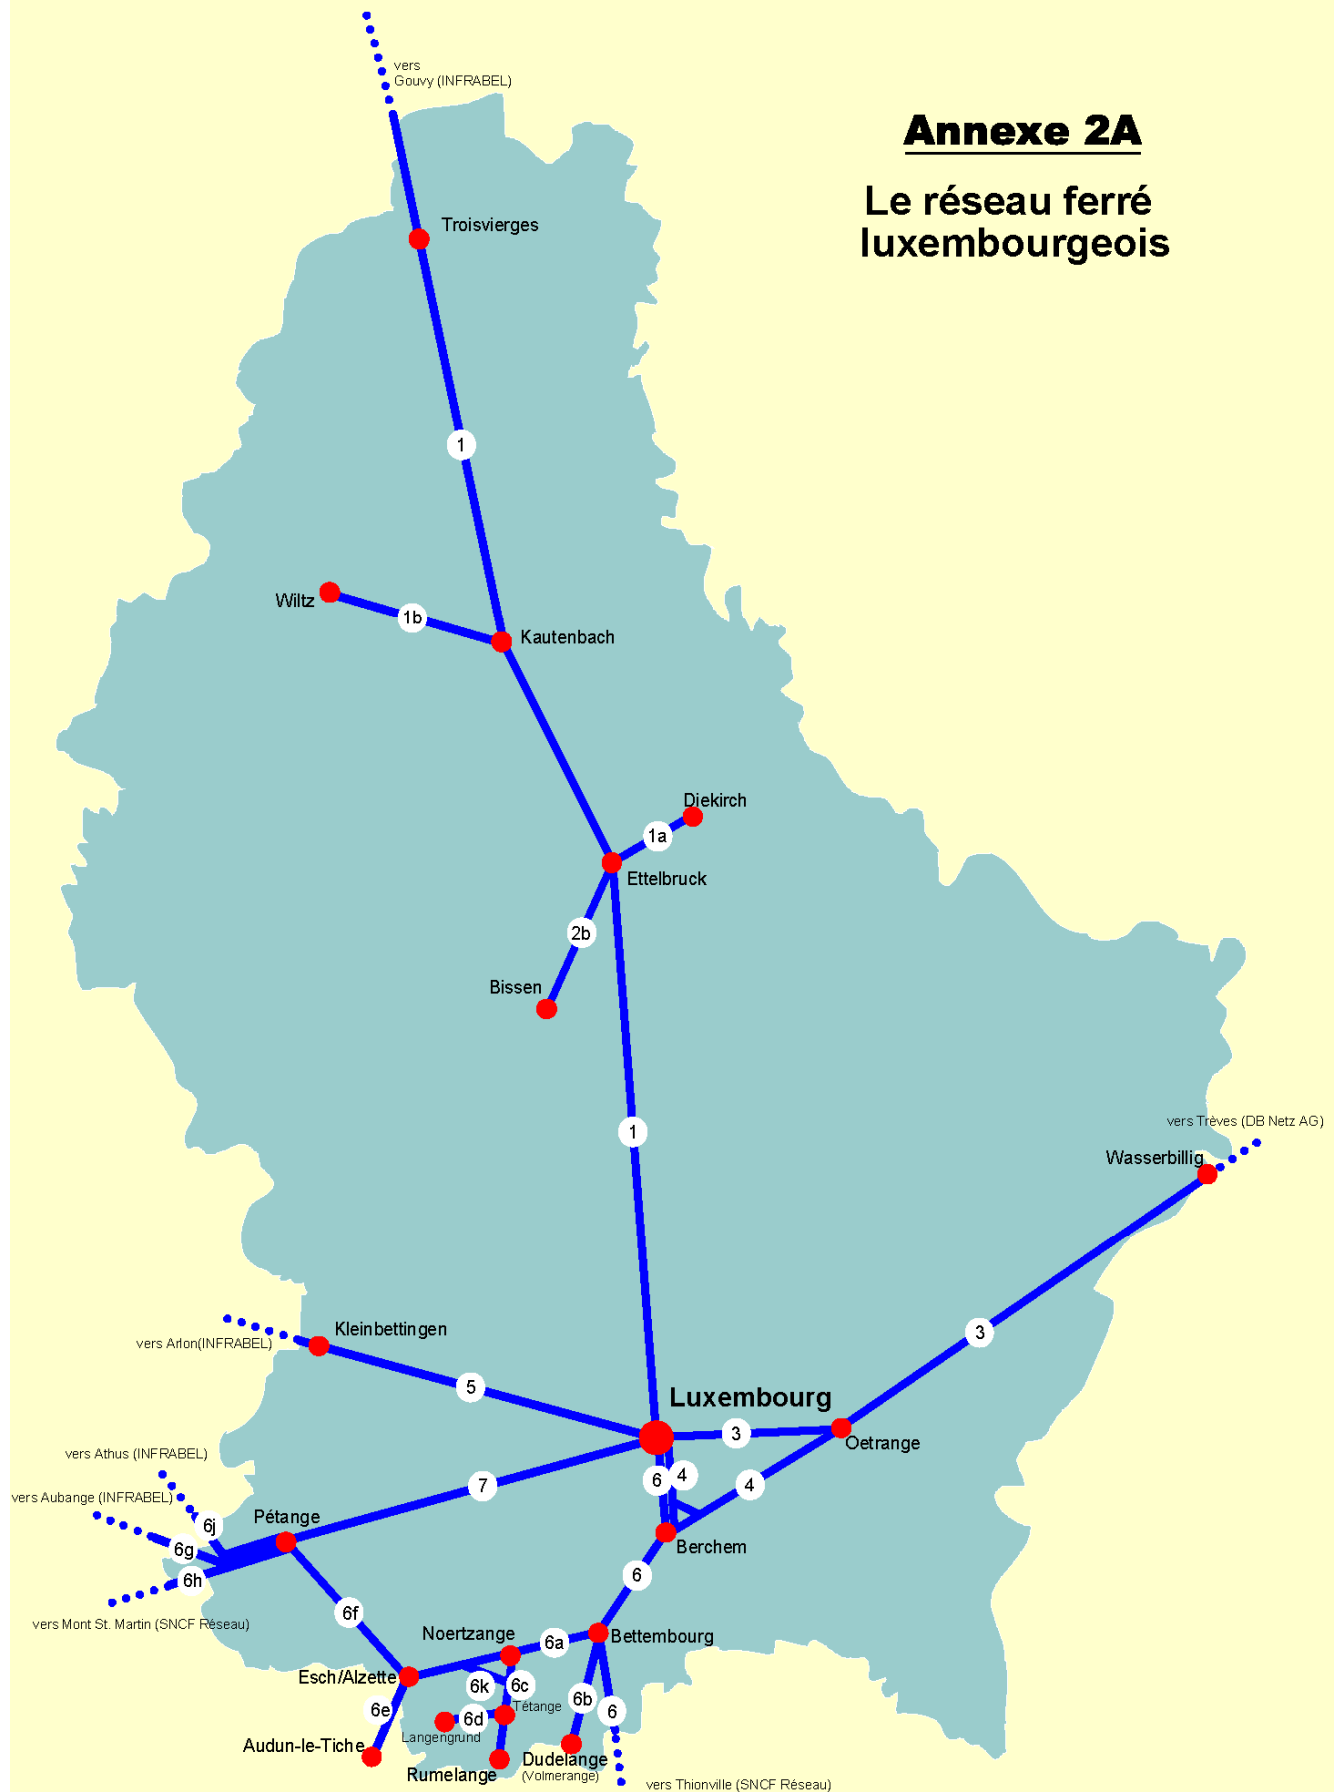 vers
Gouvy (INFRABEL)
Annexe 2A
Le réseau ferré
luxembourgeois
Troisvierges
1
Wiltz
1b
Kautenbach
Diekirch
1a
Ettelbruck
2b
Bissen
1
vers Trèves (DB Netz AG)
Wasserbillig
Kleinbettingen
vers Arlon(INFRABEL)
3
5
Luxembourg
3
Oetrange
vers Athus (INFRABEL)
6
4
4
7
vers Aubange (INFRABEL)
Pétange
6j
6g
Berchem
6h
6
vers Mont St. Martin (SNCF Réseau)
6f
Noertzange
6a
Bettembourg
Esch/Alzette
6k
6c
6b
6
6e
6d
Tétange
Langengrund
Audun-le-Tiche
Rumelange
Dudelange
(Volmerange)
vers Thionville (SNCF Réseau)